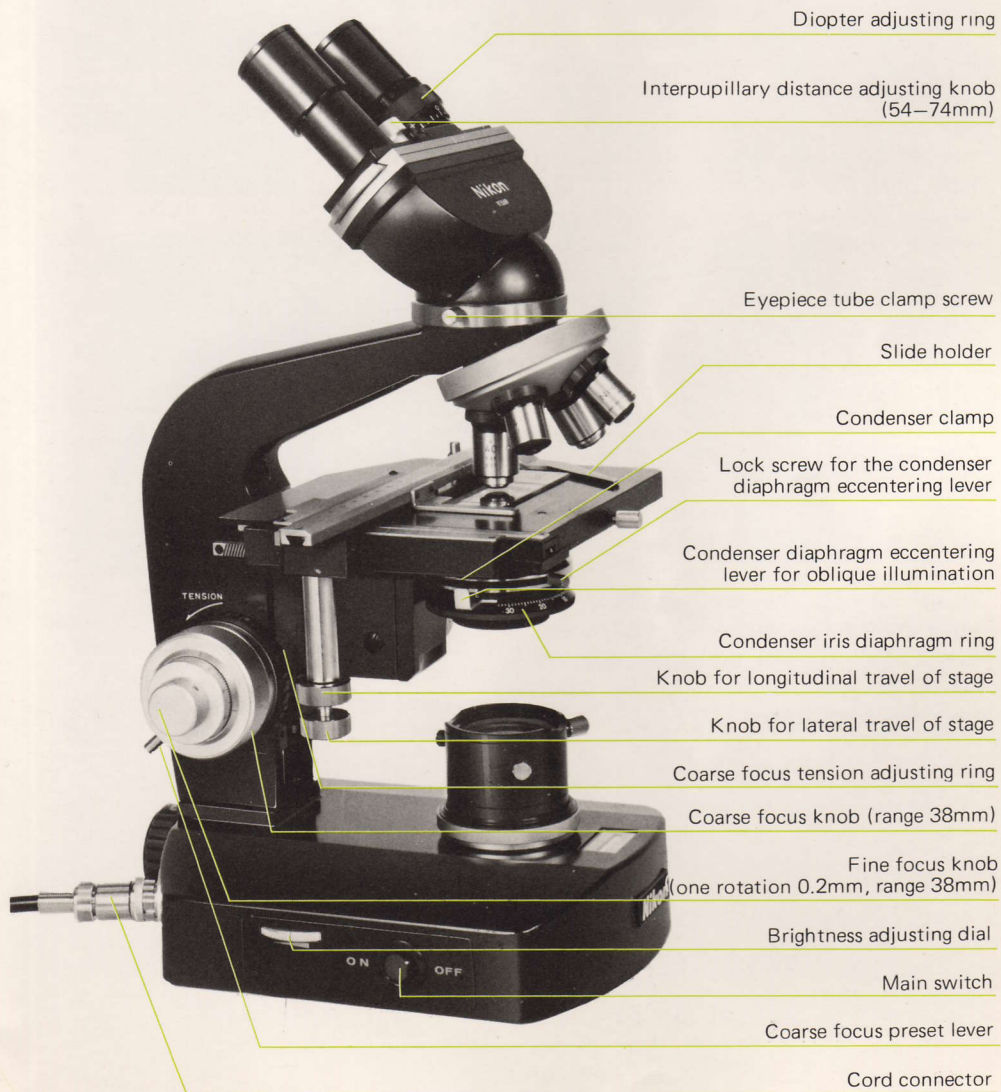 Diopter adjusting ring
Interpupillary distance adjusting knob
(54–74mm)
Nikon
Eyepiece tube clamp screw
Slide holder
Condenser clamp
Lock screw for the condenser
diaphragm eccentering lever
Condenser diaphragm eccentering
lever for oblique illumination
TENSION
30 20
Condenser iris diaphragm ring
Knob for longitudinal travel of stage
Knob for lateral travel of stage
Coarse focus tension adjusting ring
Coarse focus knob (range 38mm)
Fine focus knob
(one rotation 0.2mm, range 38mm)
Nikon
Brightness adjusting dial
ON OFF
Main switch
Coarse focus preset lever
Cord connector